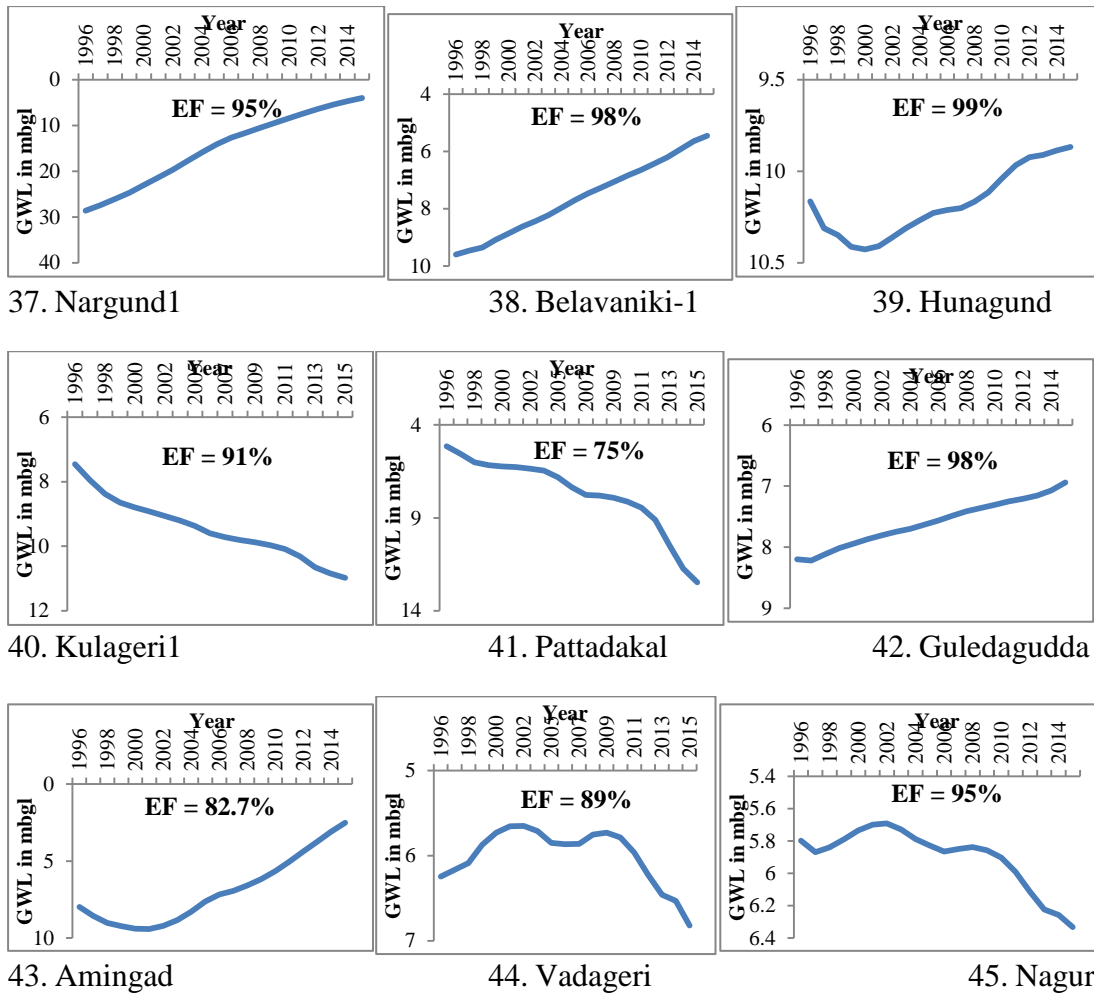 Year
1996 1998 2000 2002 2004 2006 2008 2010 2012 2014
0
10
20
30
40
GWL in mbgl
EF = 95%
37. Nargund1
Year
1996 1998 2000 2002 2004 2006 2008 2010 2012 2014
4
6
8
10
GWL in mbgl
EF = 98%
38. Belavaniki-1
Year
1996 1998 2000 2002 2004 2006 2008 2010 2012 2014
9.5
10
10.5
GWL in mbgl
EF = 99%
39. Hunagund
Year
1996 1998 2000 2002 2005 2007 2009 2011 2013 2015
6
8
10
12
GWL in mbgl
EF = 91%
40. Kulageri1
Year
1996 1998 2000 2002 2005 2007 2009 2011 2013 2015
4
9
14
GWL in mbgl
EF = 75%
41. Pattadakal
Year
1996 1998 2000 2002 2004 2006 2008 2010 2012 2014
6
7
8
9
GWL in mbgl
EF = 98%
42. Guledagudda
Year
1996 1998 2000 2002 2004 2006 2008 2010 2012 2014
0
5
10
GWL in mbgl
EF = 82.7%
43. Amingad
Year
1996 1998 2000 2002 2005 2007 2009 2011 2013 2015
5
6
7
GWL in mbgl
EF = 89%
44. Vadageri
Year
1996 1998 2000 2002 2004 2006 2008 2010 2012 2014
5.4
5.6
5.8
6
6.2
6.4
GWL in mbgl
EF = 95%
45. Nagur